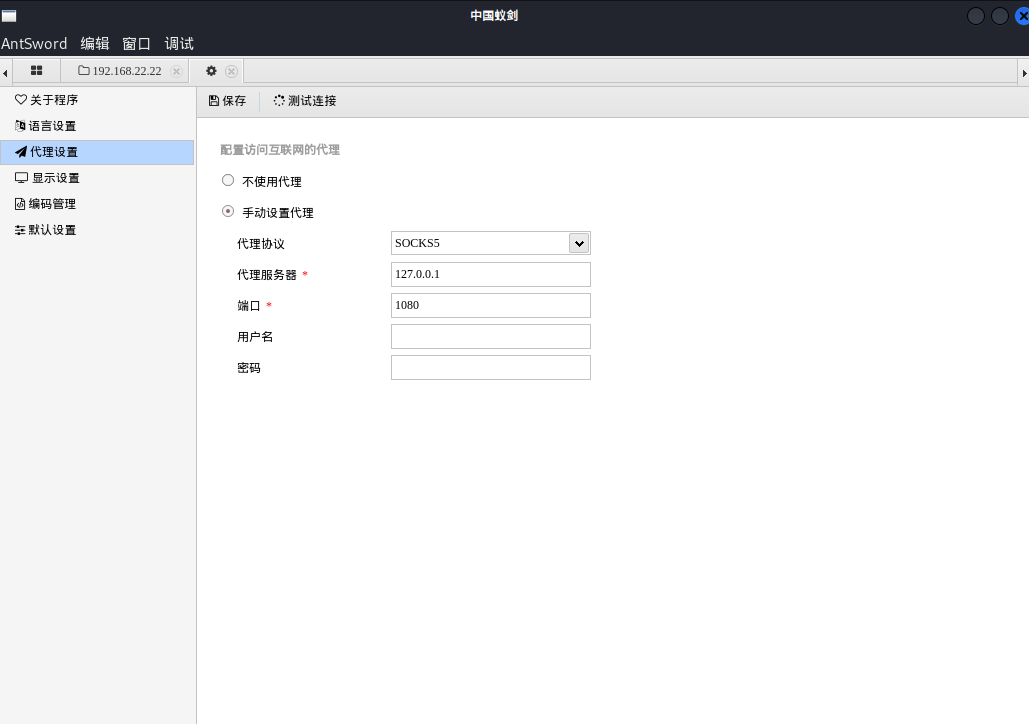 中国蚁剑
AntSword 编辑 窗口 调试
192.168.22.22
关于程序
语言设置
代理设置
显示设置
编码管理
默认设置
保存 测试连接
配置访问互联网的代理
不使用代理
手动设置代理
代理协议 SOCKS5
代理服务器 * 127.0.0.1
端口 * 1080
用户名
密码